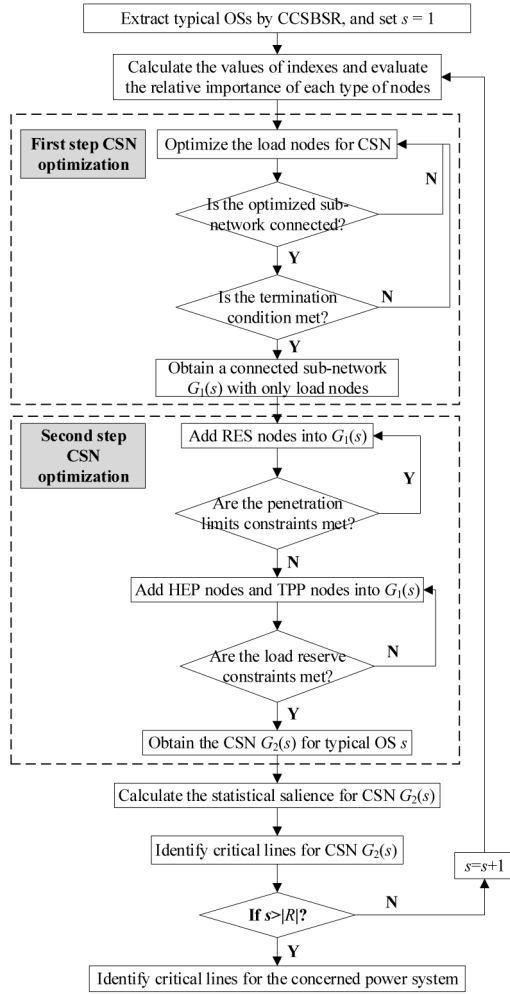 Extract typical OSs by CCSBSR, and set s = 1
Calculate the values of indexes and evaluate
the relative importance of each type of nodes
First step CSN
optimization
Optimize the load nodes for CSN
N
Is the optimized sub-
network connected?
Y
Is the termination
condition met?
N
Y
Obtain a connected sub-network
G1(s) with only load nodes
Second step
CSN
optimization
Add RES nodes into G1(s)
Y
Are the penetration
limits constraints met?
N
Add HEP nodes and TPP nodes into G1(s)
N
Are the load reserve
constraints met?
Y
Obtain the CSN G2(s) for typical OS s
Calculate the statistical salience for CSN G2(s)
Identify critical lines for CSN G2(s)
s=s+1
If s>|R|?
N
Y
Identify critical lines for the concerned power system